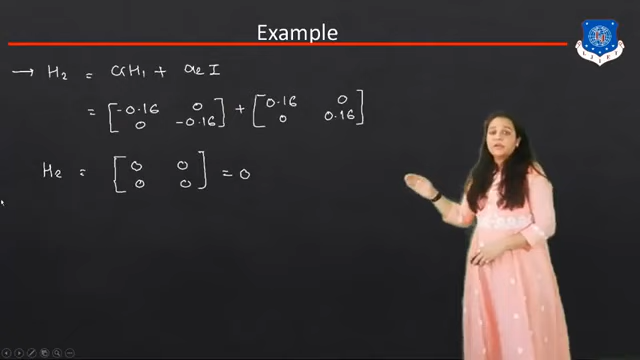 Example
→ H₂ = GH₁ + a₂ I
= [ -0.16 0 ] + [ 0.16 0 ]
[ 0 -0.16 ] [ 0 0.16 ]
H₂ = [ 0 0 ] = 0
[ 0 0 ]